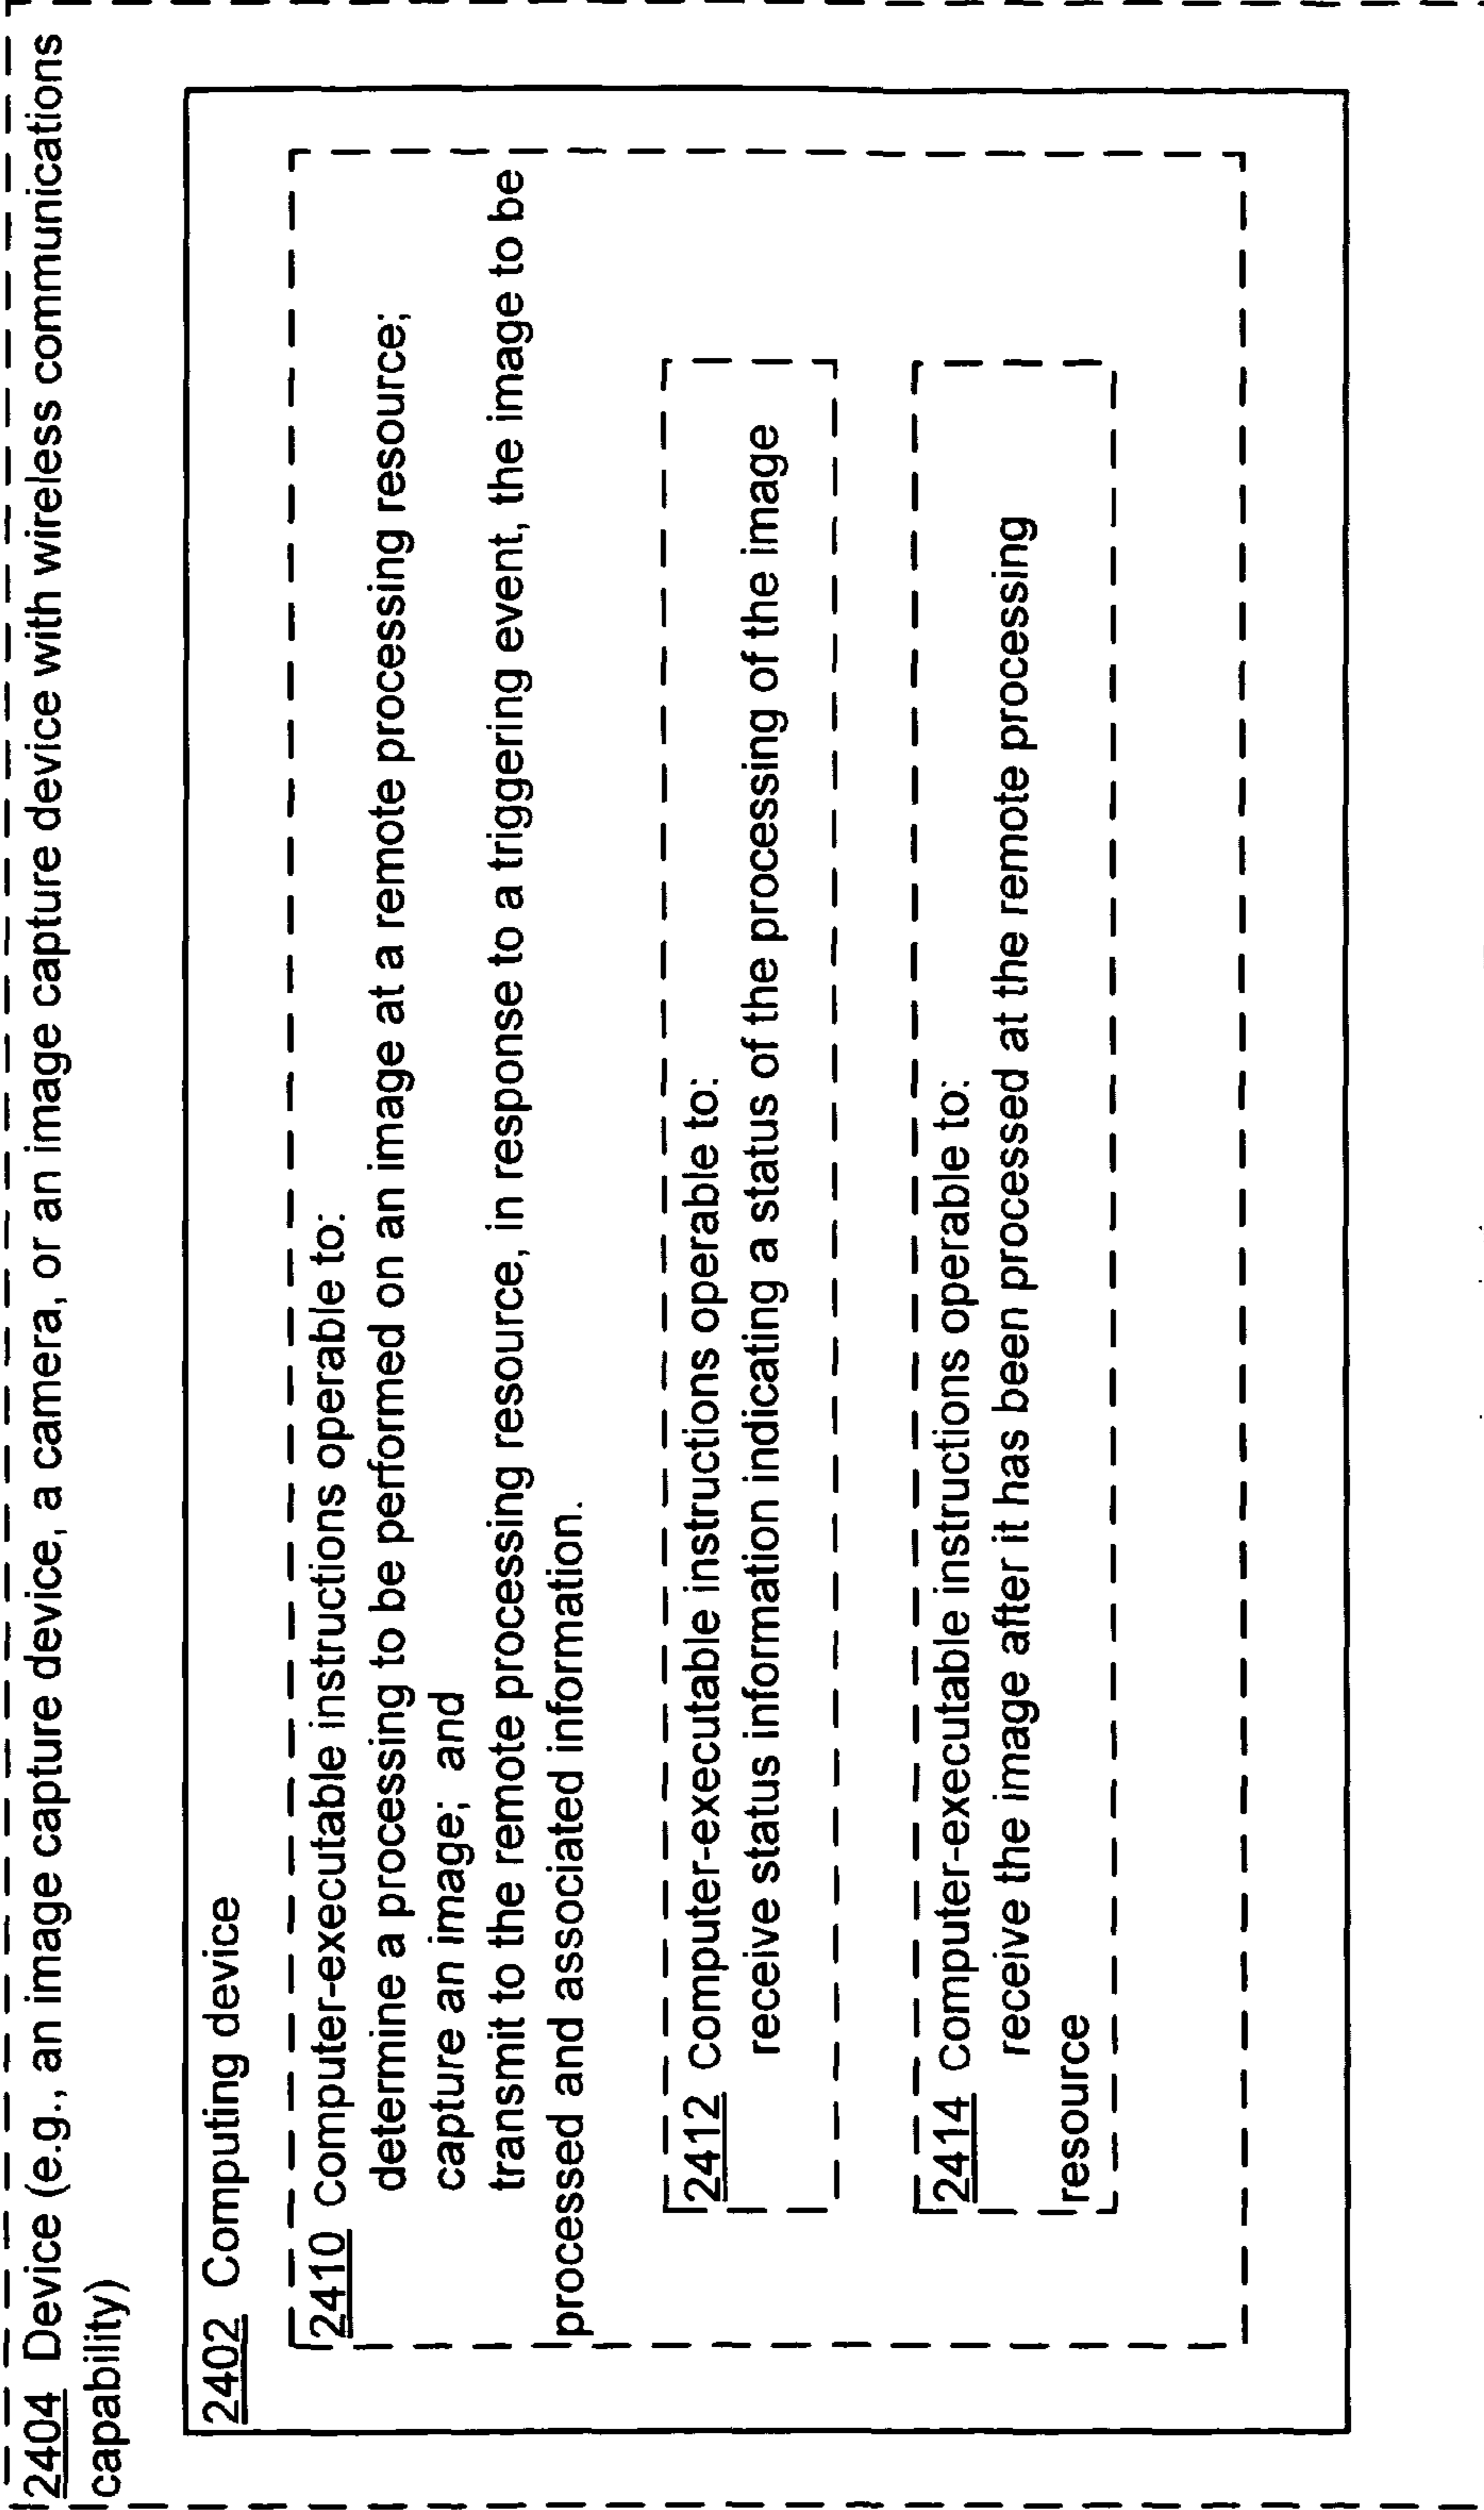 2404 Device (e.g., an image capture device, a camera, or an image capture device with wireless communications
capability)
2402 Computing device
2410 Computer-executable instructions operable to:
determine a processing to be performed on an image at a remote processing resource;
capture an image; and
transmit to the remote processing resource, in response to a triggering event, the image to be
processed and associated information.
2412 Computer-executable instructions operable to:
receive status information indicating a status of the processing of the image
2414 Computer-executable instructions operable to:
receive the image after it has been processed at the remote processing
resource